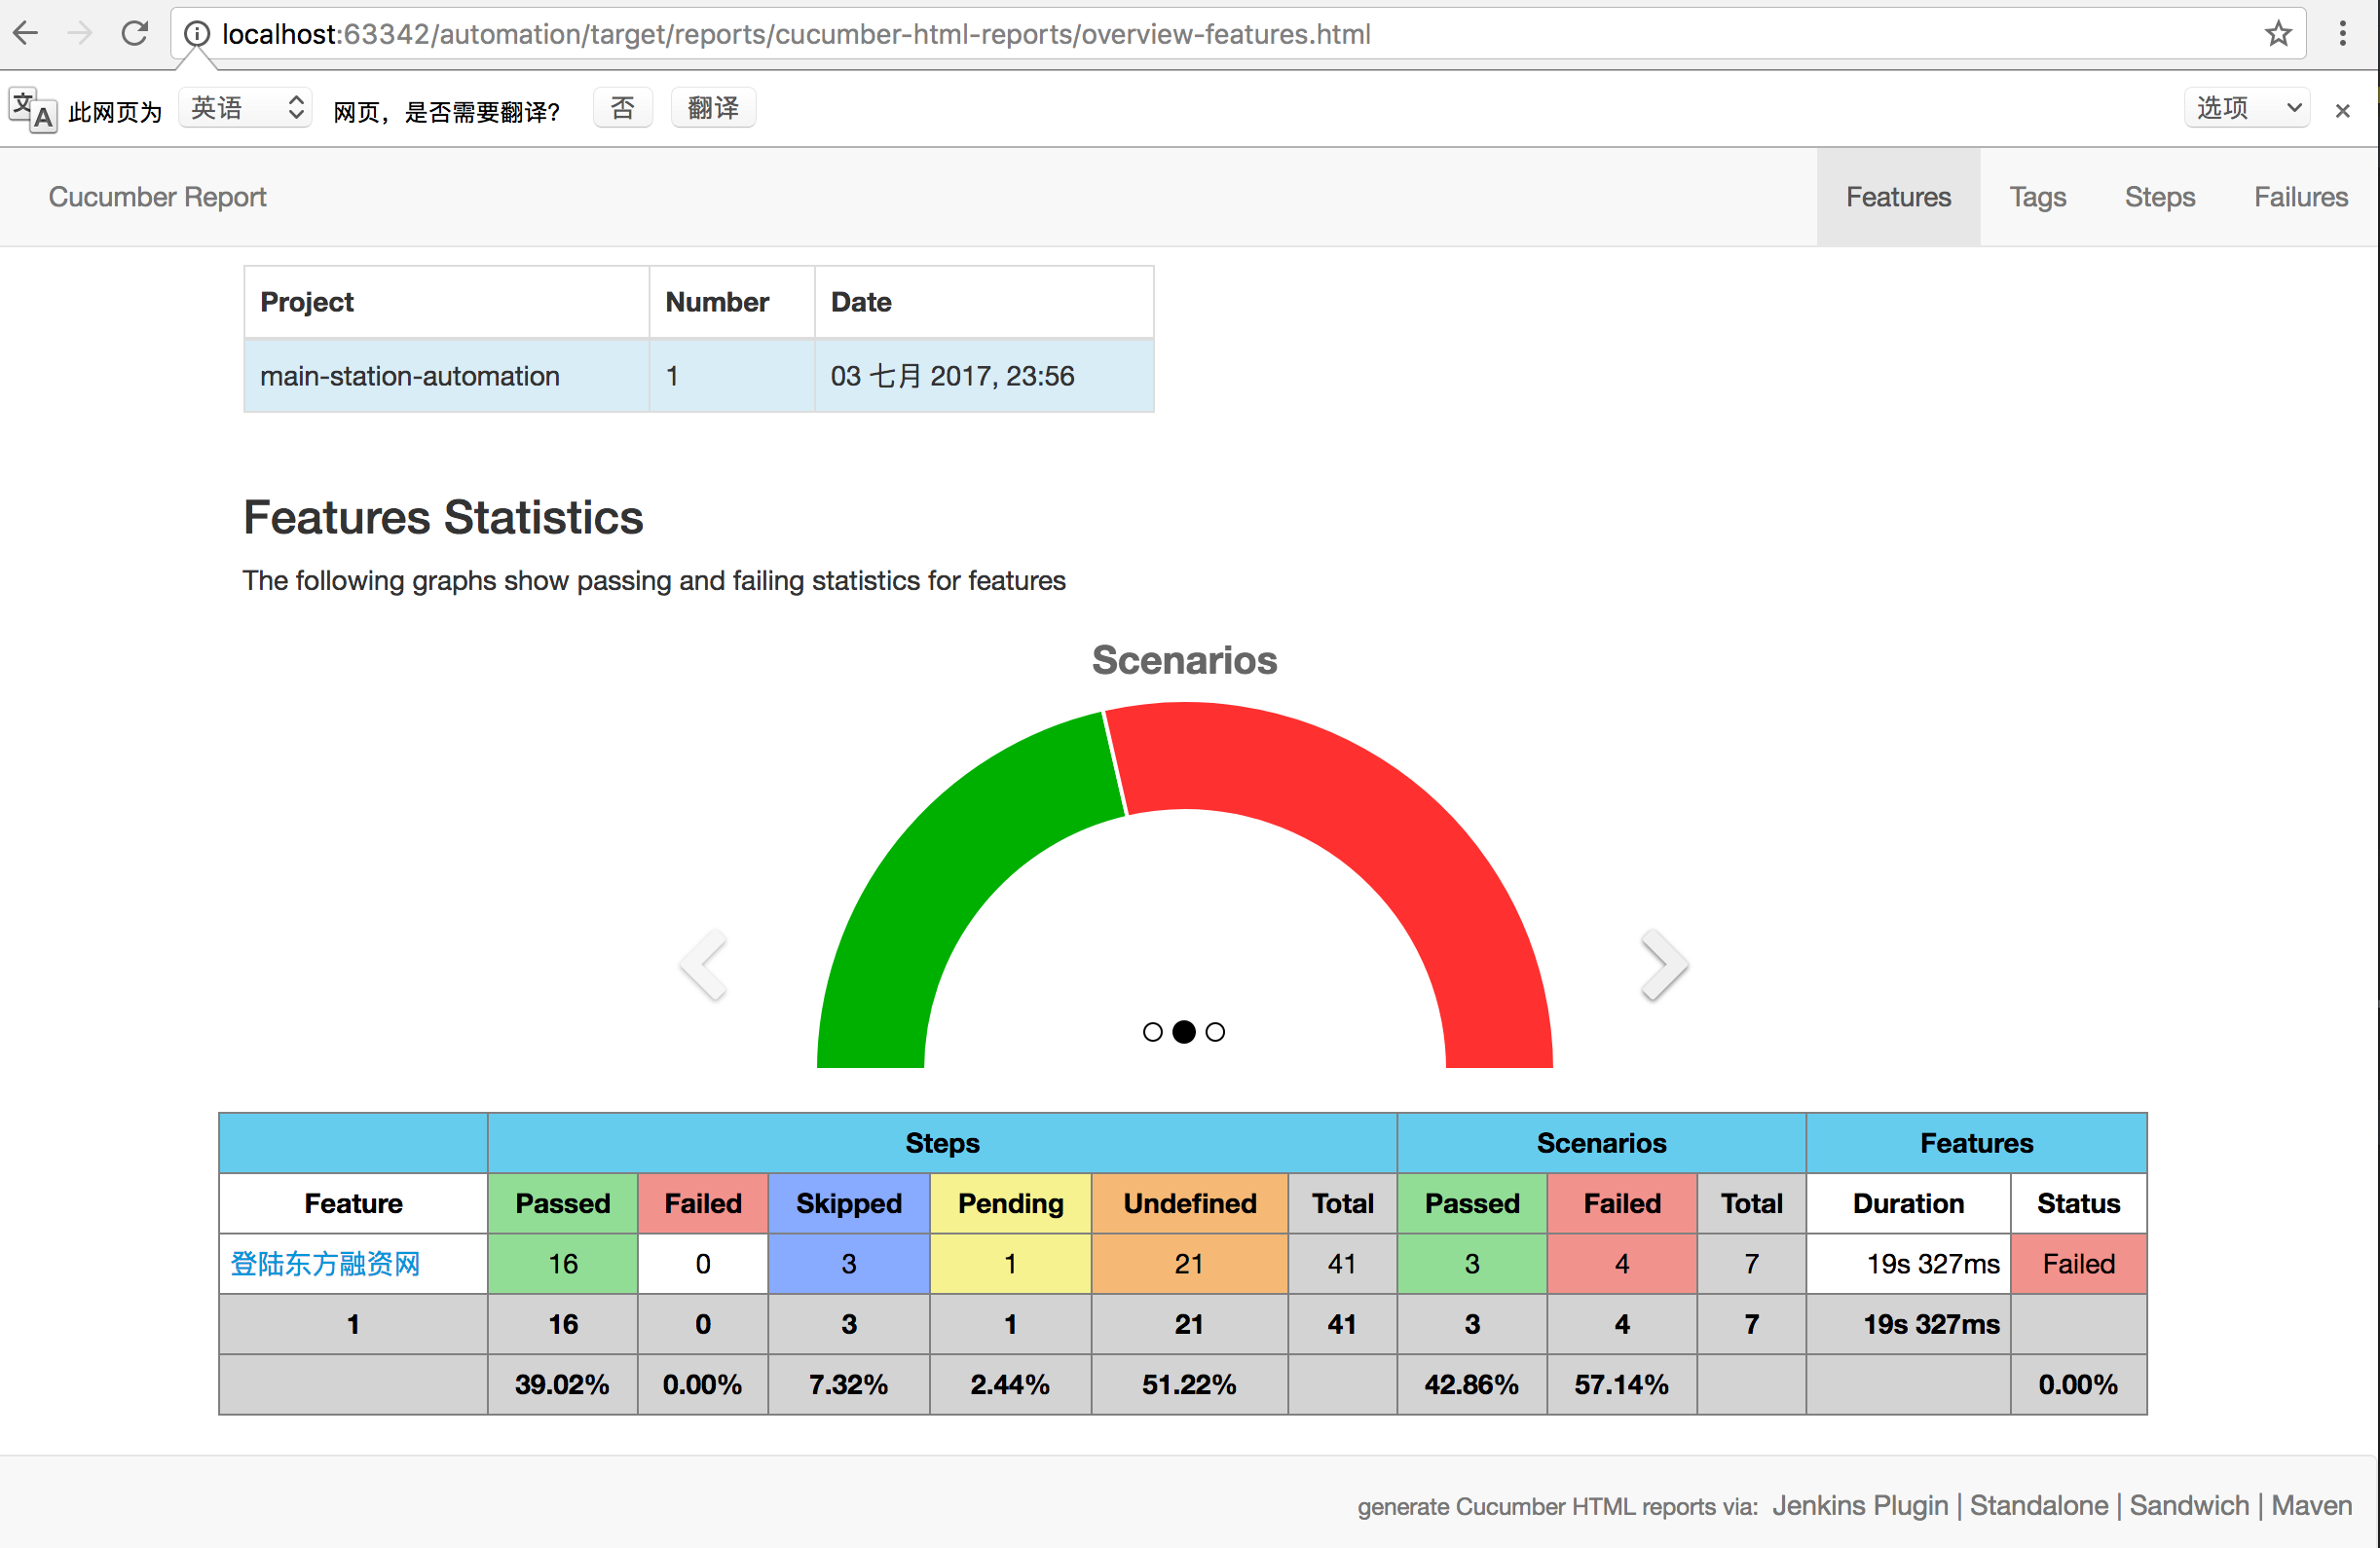 localhost:63342/automation/target/reports/cucumber-html-reports/overview-features.html
文 A 此网页为 英语 网页，是否需要翻译？ 否 翻译 选项 ×
Cucumber Report Features Tags Steps Failures
Project Number Date
main-station-automation 1 03 七月 2017, 23:56
Features Statistics
The following graphs show passing and failing statistics for features
Scenarios
Steps Scenarios Features
Feature Passed Failed Skipped Pending Undefined Total Passed Failed Total Duration Status
登陆东方融资网 16 0 3 1 21 41 3 4 7 19s 327ms Failed
1 16 0 3 1 21 41 3 4 7 19s 327ms
39.02% 0.00% 7.32% 2.44% 51.22% 42.86% 57.14% 0.00%
generate Cucumber HTML reports via: Jenkins Plugin | Standalone | Sandwich | Maven